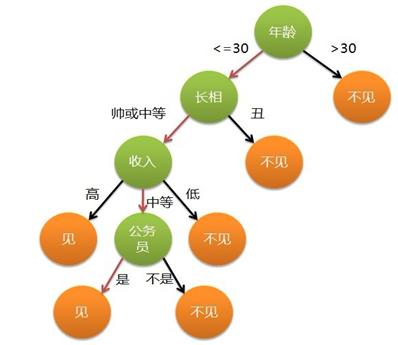 年龄
<=30
>30
长相
不见
帅或中等
丑
收入
不见
高
中等
低
见
公务
员
不见
是
不是
见
不见